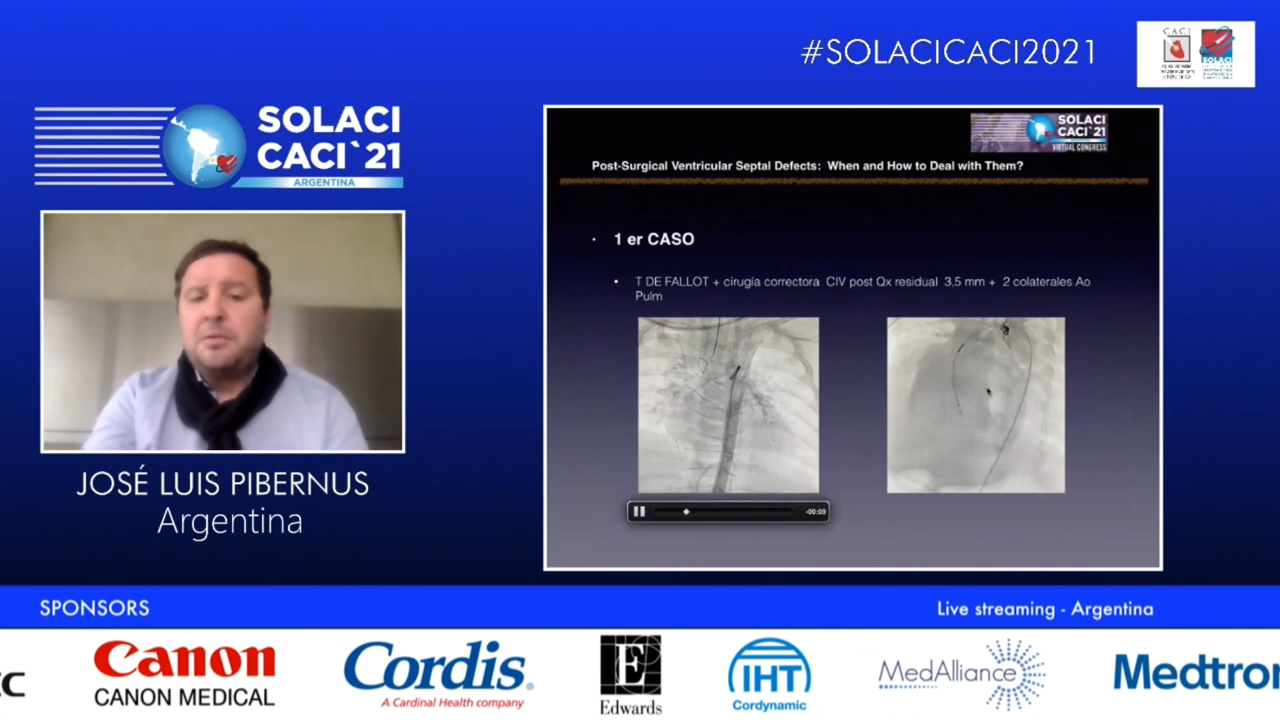 #SOLACICACI2021
CACI
SOLACI
SOLACI
CACI`21
ARGENTINA
SOLACI
CACI`21
VIRTUAL CONGRESS
Post-Surgical Ventricular Septal Defects: When and How to Deal with Them?
· 1 er CASO
• T DE FALLOT + cirugía correctora CIV post Qx residual 3,5 mm + 2 colaterales Ao
Pulm
-00:09
JOSÉ LUIS PIBERNUS
Argentina
SPONSORS
Live streaming - Argentina
Canon
CANON MEDICAL
Cordis®
A Cardinal Health company
E
Edwards
IHT
Cordynamic
MedAlliance
Medtron